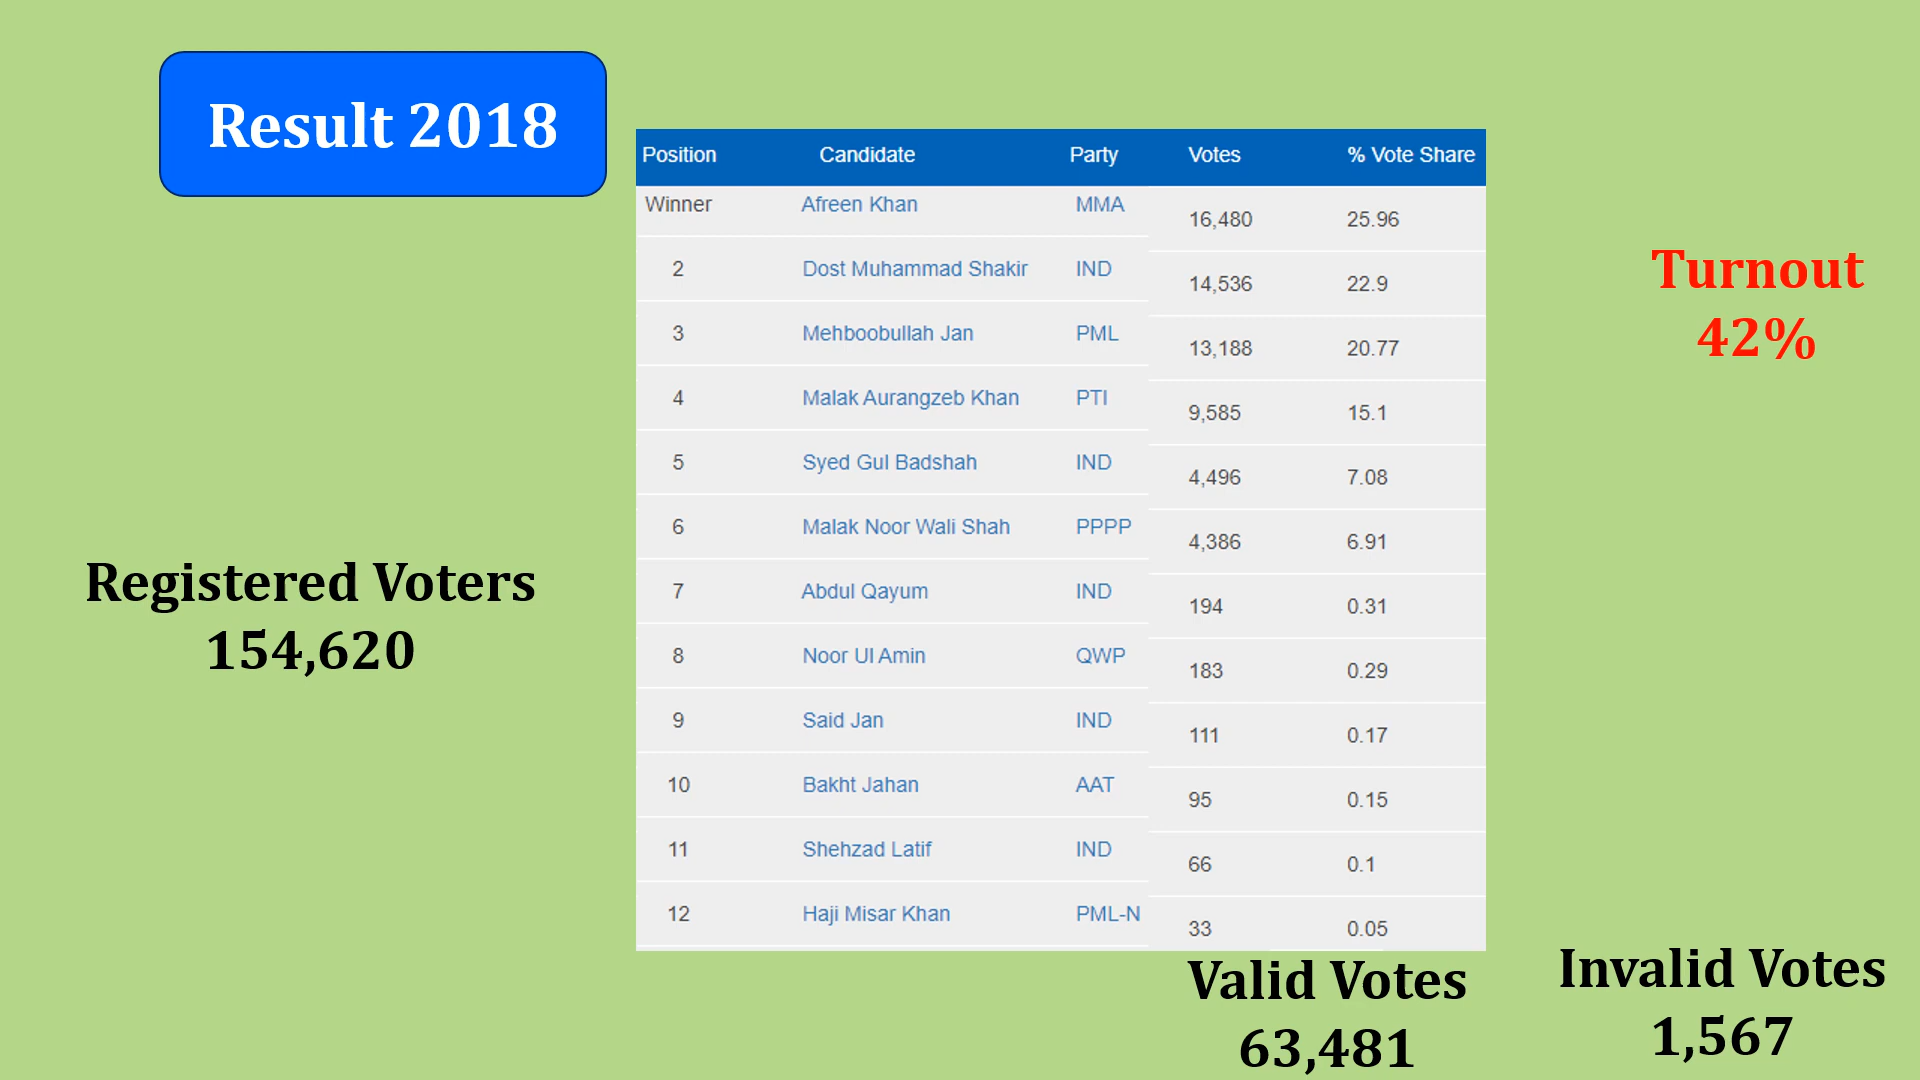 Result 2018
Position Candidate Party Votes % Vote Share
Winner Afreen Khan MMA 16,480 25.96
2 Dost Muhammad Shakir IND 14,536 22.9
3 Mehboobullah Jan PML 13,188 20.77
4 Malak Aurangzeb Khan PTI 9,585 15.1
5 Syed Gul Badshah IND 4,496 7.08
6 Malak Noor Wali Shah PPPP 4,386 6.91
7 Abdul Qayum IND 194 0.31
8 Noor Ul Amin QWP 183 0.29
9 Said Jan IND 111 0.17
10 Bakht Jahan AAT 95 0.15
11 Shehzad Latif IND 66 0.1
12 Haji Misar Khan PML-N 33 0.05
Turnout
42%
Registered Voters
154,620
Valid Votes
63,481
Invalid Votes
1,567